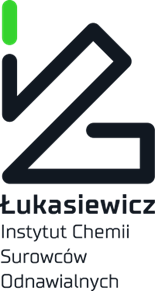 Łukasiewicz
Instytut Chemii
Surowców
Odnawialnych